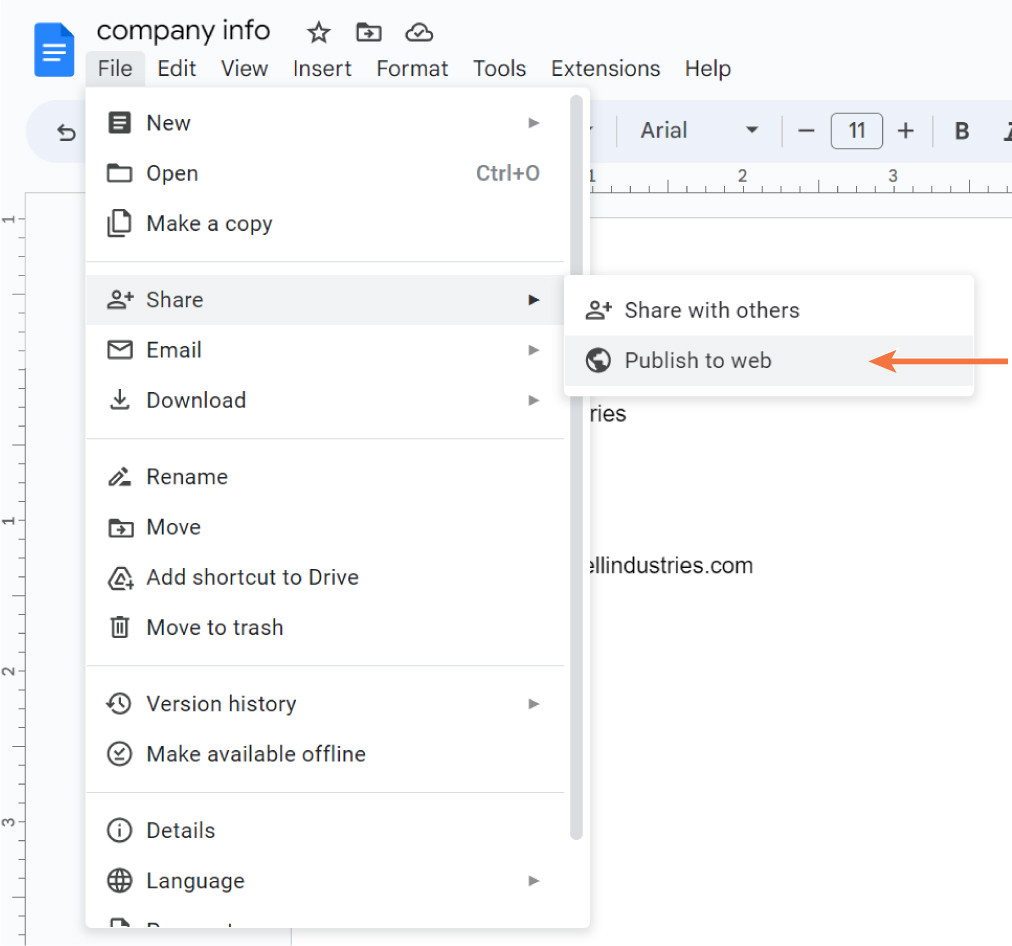 company info
File Edit View Insert Format Tools Extensions Help
Arial 11 B
New
Open Ctrl+O
Make a copy
Share
Email
Download
Rename
Move
Add shortcut to Drive
Move to trash
Version history
Make available offline
Details
Language
Share with others
Publish to web
1 2 3
ries
ellindustries.com
1
1
2
3